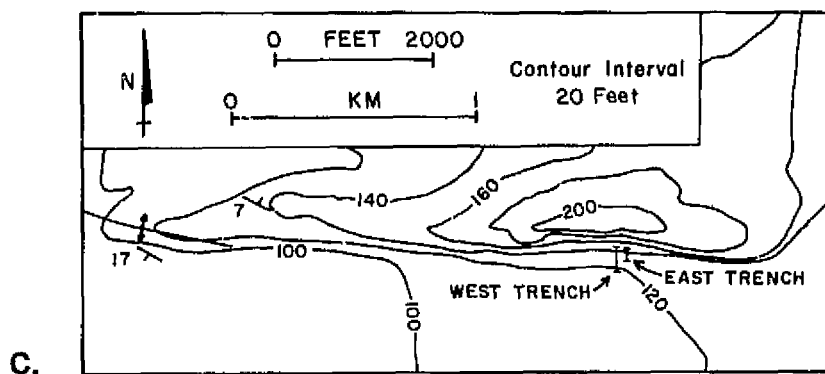 0 FEET 2000
N
0 KM 1
Contour Interval
20 Feet
140
160
200
7
17
100
WEST TRENCH
EAST TRENCH
100
120
C.